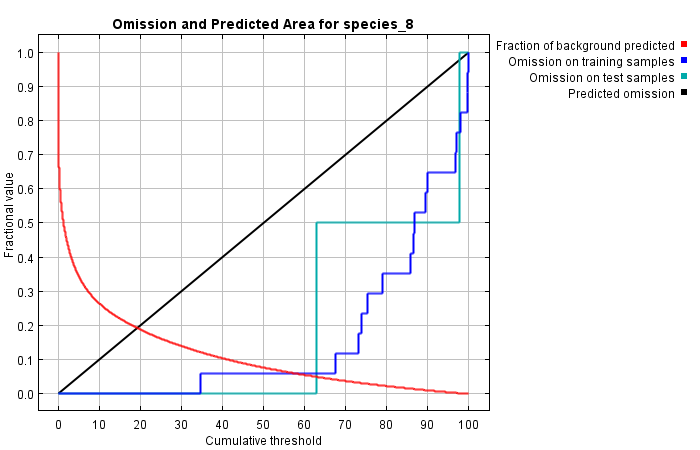 Omission and Predicted Area for species_8
Fraction of background predicted
Omission on training samples
Omission on test samples
Predicted omission
Fractional value
1.0
0.9
0.8
0.7
0.6
0.5
0.4
0.3
0.2
0.1
0.0
0 10 20 30 40 50 60 70 80 90 100
Cumulative threshold